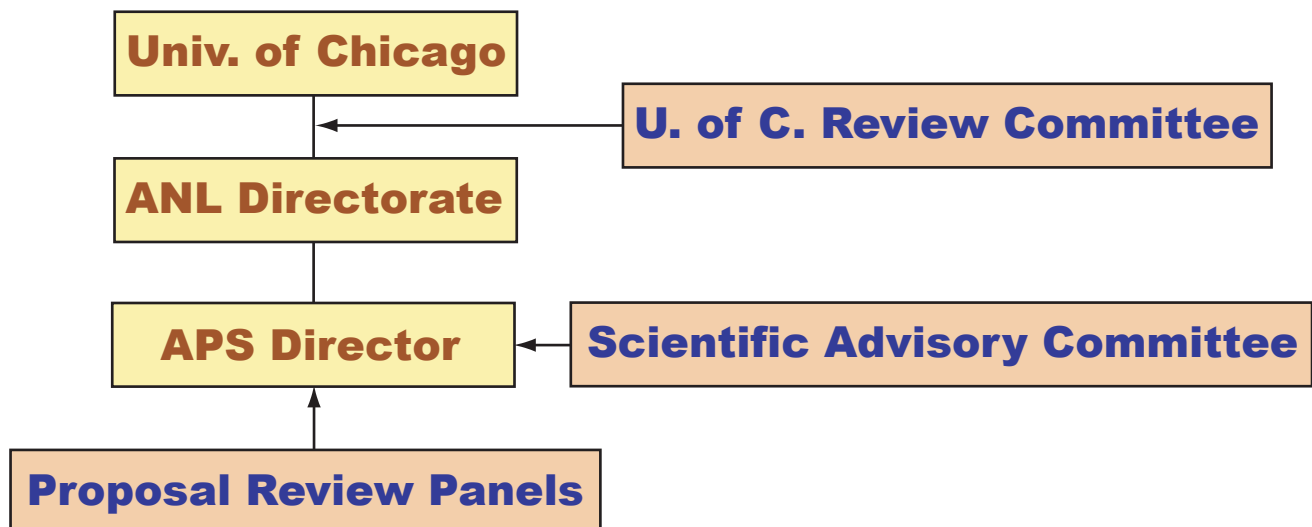 Univ. of Chicago
U. of C. Review Committee
ANL Directorate
APS Director
Scientific Advisory Committee
Proposal Review Panels